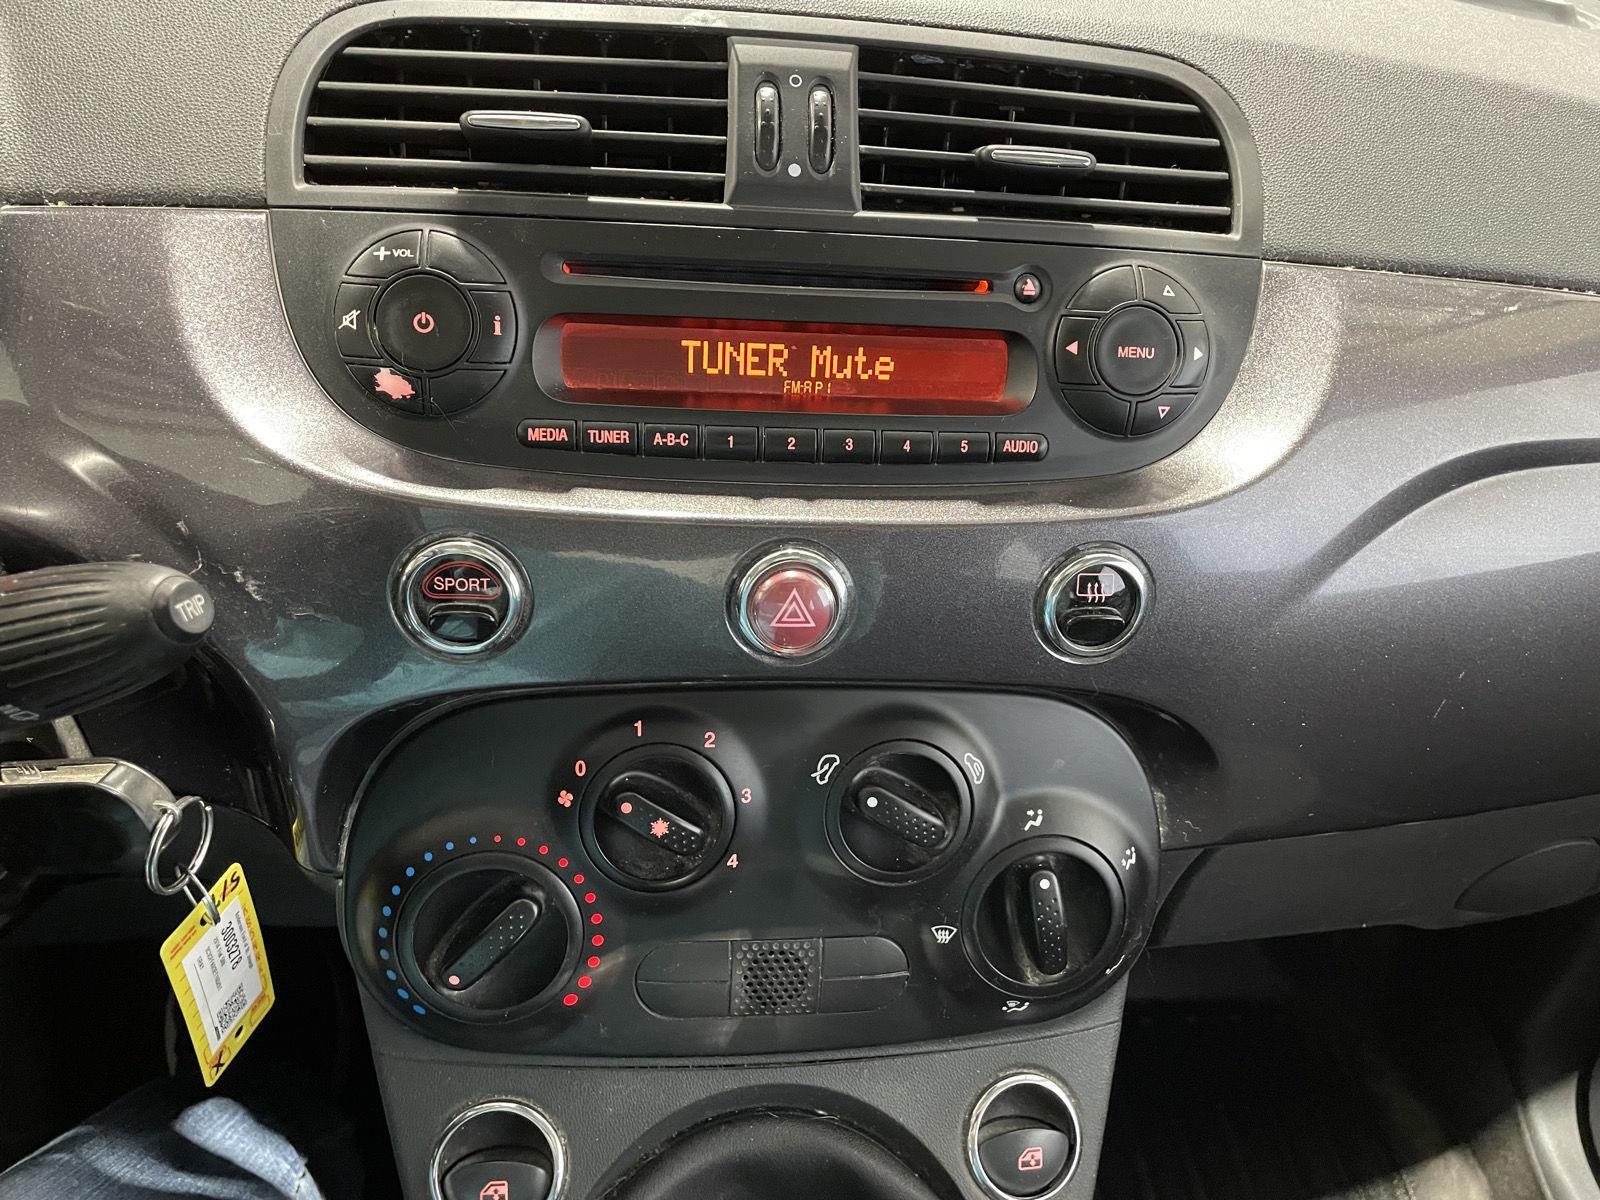 +VOL
i
TUNER Mute
FM-A P1
MENU
MEDIA TUNER A-B-C 1 2 3 4 5 AUDIO
SPORT
TRIP
0 1 2 3 4
3003278